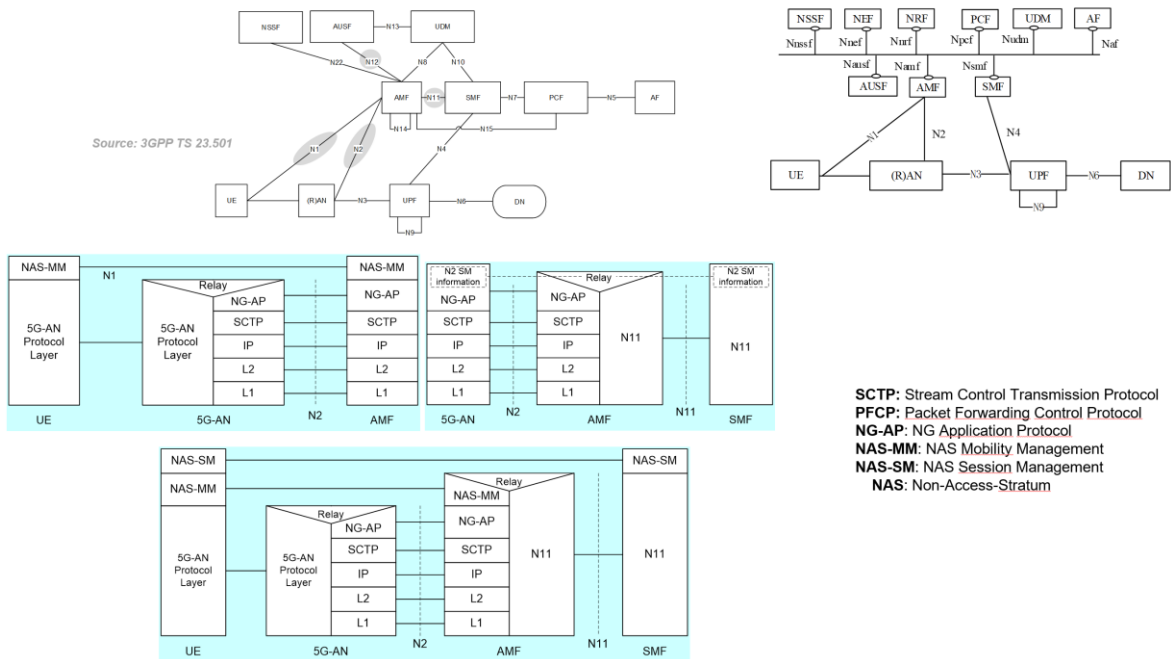 NSSF
AUSF
N13
UDM
N22
N12
N8
N10
AMF
N11
SMF
N7
PCF
N5
AF
N14
N15
Source: 3GPP TS 23.501
N1
N2
N4
UE
(R)AN
N3
UPF
N6
DN
N9
NSSF
NEF
NRF
PCF
UDM
AF
Nnssf
Nnef
Nnrf
Npcf
Nudm
Naf
Nausf
Namf
Nsmf
AUSF
AMF
SMF
N1
N2
N4
UE
(R)AN
N3
UPF
N6
DN
N9
NAS-MM
N1
NAS-MM
Relay
NG-AP
NG-AP
5G-AN
Protocol
Layer
5G-AN
Protocol
Layer
SCTP
SCTP
IP
IP
L2
L2
L1
L1
UE
5G-AN
N2
AMF
N2 SM
information
Relay
N2 SM
information
NG-AP
NG-AP
SCTP
SCTP
IP
IP
L2
L2
L1
L1
N11
N11
5G-AN
N2
AMF
N11
SMF
SCTP: Stream Control Transmission Protocol
PFCP: Packet Forwarding Control Protocol
NG-AP: NG Application Protocol
NAS-MM: NAS Mobility Management
NAS-SM: NAS Session Management
NAS: Non-Access-Stratum
NAS-SM
NAS-SM
NAS-MM
Relay
NAS-MM
Relay
NG-AP
NG-AP
5G-AN
Protocol
Layer
5G-AN
Protocol Layer
SCTP
SCTP
IP
IP
L2
L2
L1
L1
N11
N11
UE
5G-AN
N2
AMF
N11
SMF